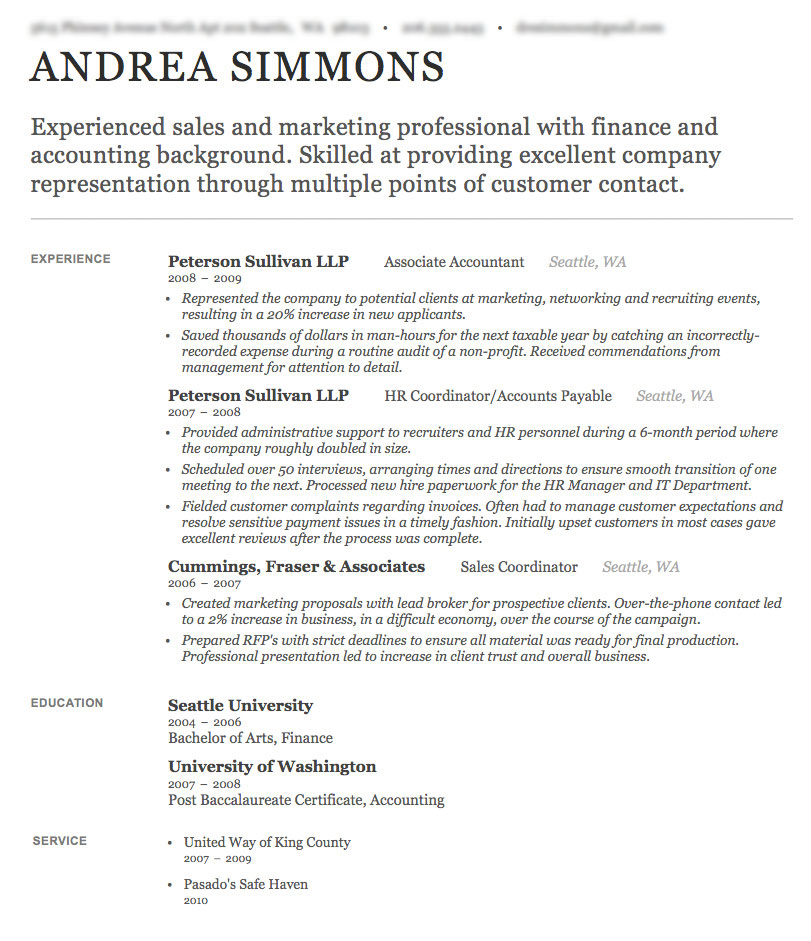 ANDREA SIMMONS
Experienced sales and marketing professional with finance and
accounting background. Skilled at providing excellent company
representation through multiple points of customer contact.
EXPERIENCE
Peterson Sullivan LLP Associate Accountant Seattle, WA
2008 – 2009
• Represented the company to potential clients at marketing, networking and recruiting events,
resulting in a 20% increase in new applicants.
• Saved thousands of dollars in man-hours for the next taxable year by catching an incorrectly-
recorded expense during a routine audit of a non-profit. Received commendations from
management for attention to detail.
Peterson Sullivan LLP HR Coordinator/Accounts Payable Seattle, WA
2007 – 2008
• Provided administrative support to recruiters and HR personnel during a 6-month period where
the company roughly doubled in size.
• Scheduled over 50 interviews, arranging times and directions to ensure smooth transition of one
meeting to the next. Processed new hire paperwork for the HR Manager and IT Department.
• Fielded customer complaints regarding invoices. Often had to manage customer expectations and
resolve sensitive payment issues in a timely fashion. Initially upset customers in most cases gave
excellent reviews after the process was complete.
Cummings, Fraser & Associates Sales Coordinator Seattle, WA
2006 – 2007
• Created marketing proposals with lead broker for prospective clients. Over-the-phone contact led
to a 2% increase in business, in a difficult economy, over the course of the campaign.
• Prepared RFP's with strict deadlines to ensure all material was ready for final production.
Professional presentation led to increase in client trust and overall business.
EDUCATION
Seattle University
2004 – 2006
Bachelor of Arts, Finance
University of Washington
2007 – 2008
Post Baccalaureate Certificate, Accounting
SERVICE
• United Way of King County
2007 – 2009
• Pasado's Safe Haven
2010